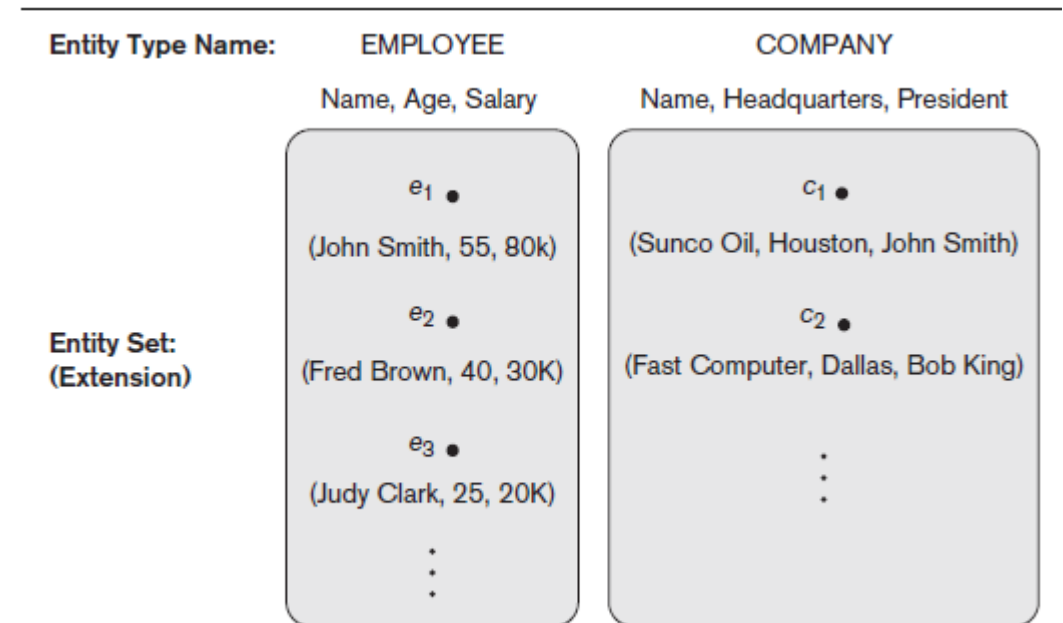 Entity Type Name: EMPLOYEE COMPANY
Name, Age, Salary Name, Headquarters, President
e1 c1
(John Smith, 55, 80k) (Sunco Oil, Houston, John Smith)
e2 c2
Entity Set:
(Extension)
(Fred Brown, 40, 30K) (Fast Computer, Dallas, Bob King)
e3
(Judy Clark, 25, 20K)